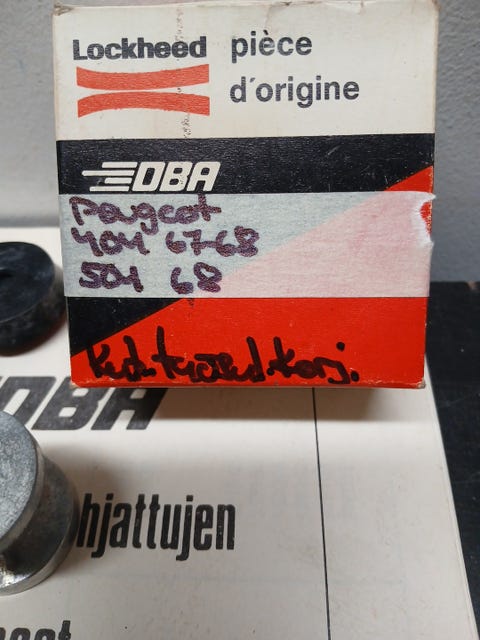 Lockheed
pièce
d'origine
DBA
Peugeot
404 67-68
504 68
DBA
hjattujen